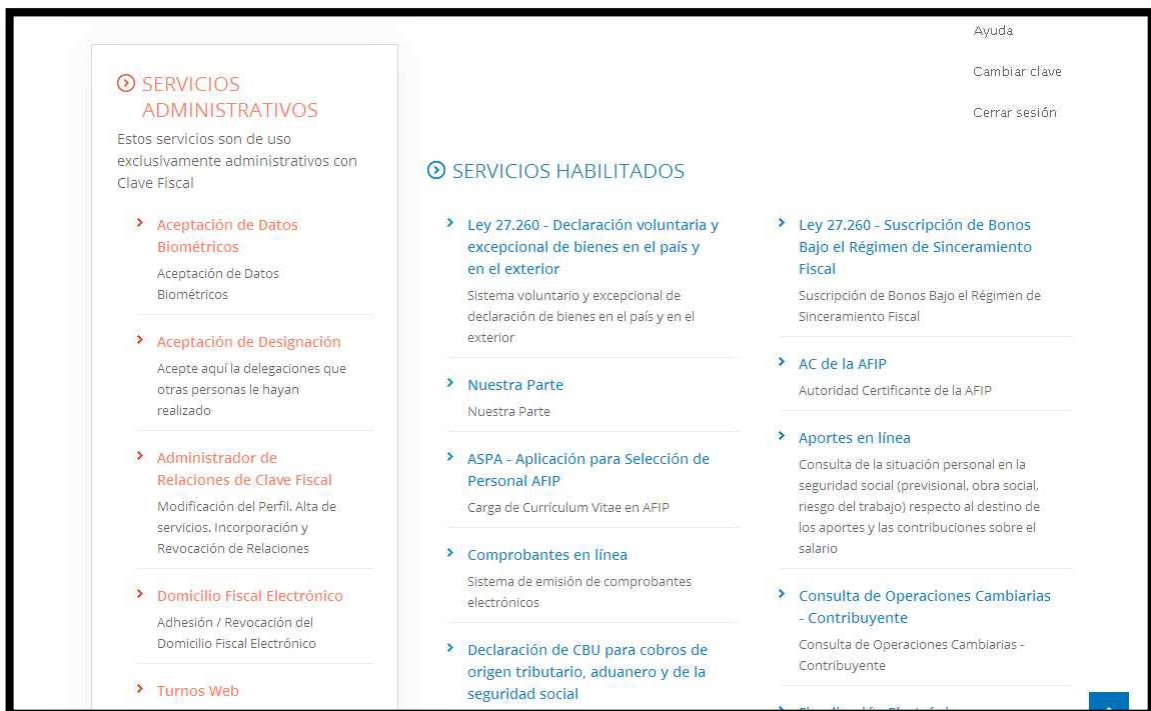 Ayuda
Cambiar clave
Cerrar sesión
SERVICIOS
ADMINISTRATIVOS
Estos servicios son de uso
exclusivamente administrativos con
Clave Fiscal
Aceptación de Datos
Biométricos
Aceptación de Datos
Biométricos
Aceptación de Designación
Acepte aquí la delegaciones que
otras personas le hayan
realizado
Administrador de
Relaciones de Clave Fiscal
Modificación del Perfil. Alta de
servicios. Incorporación y
Revocación de Relaciones
Domicilio Fiscal Electrónico
Adhesión / Revocación del
Domicilio Fiscal Electrónico
Turnos Web
SERVICIOS HABILITADOS
Ley 27.260 - Declaración voluntaria y
excepcional de bienes en el país y
en el exterior
Sistema voluntario y excepcional de
declaración de bienes en el país y en el
exterior
Nuestra Parte
Nuestra Parte
ASPA - Aplicación para Selección de
Personal AFIP
Carga de Currículum Vitae en AFIP
Comprobantes en línea
Sistema de emisión de comprobantes
electrónicos
Declaración de CBU para cobros de
origen tributario, aduanero y de la
seguridad social
Ley 27.260 - Suscripción de Bonos
Bajo el Régimen de Sinceramiento
Fiscal
Suscripción de Bonos Bajo el Régimen de
Sinceramiento Fiscal
AC de la AFIP
Autoridad Certificante de la AFIP
Aportes en línea
Consulta de la situación personal en la
seguridad social (previsional, obra social,
riesgo del trabajo) respecto al destino de
los aportes y las contribuciones sobre el
salario
Consulta de Operaciones Cambiarias
- Contribuyente
Consulta de Operaciones Cambiarias -
Contribuyente